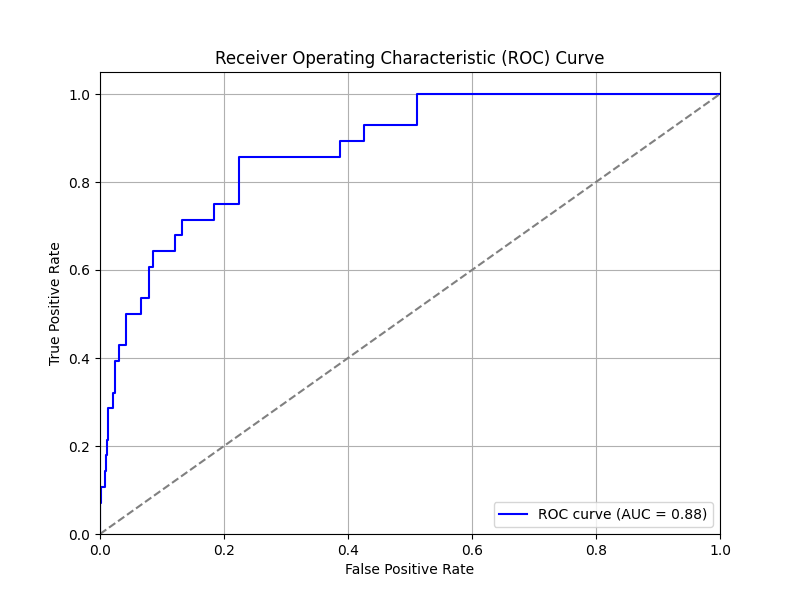 Receiver Operating Characteristic (ROC) Curve
1.0
0.8
0.6
0.4
0.2
0.0
True Positive Rate
ROC curve (AUC = 0.88)
0.0 0.2 0.4 0.6 0.8 1.0
False Positive Rate